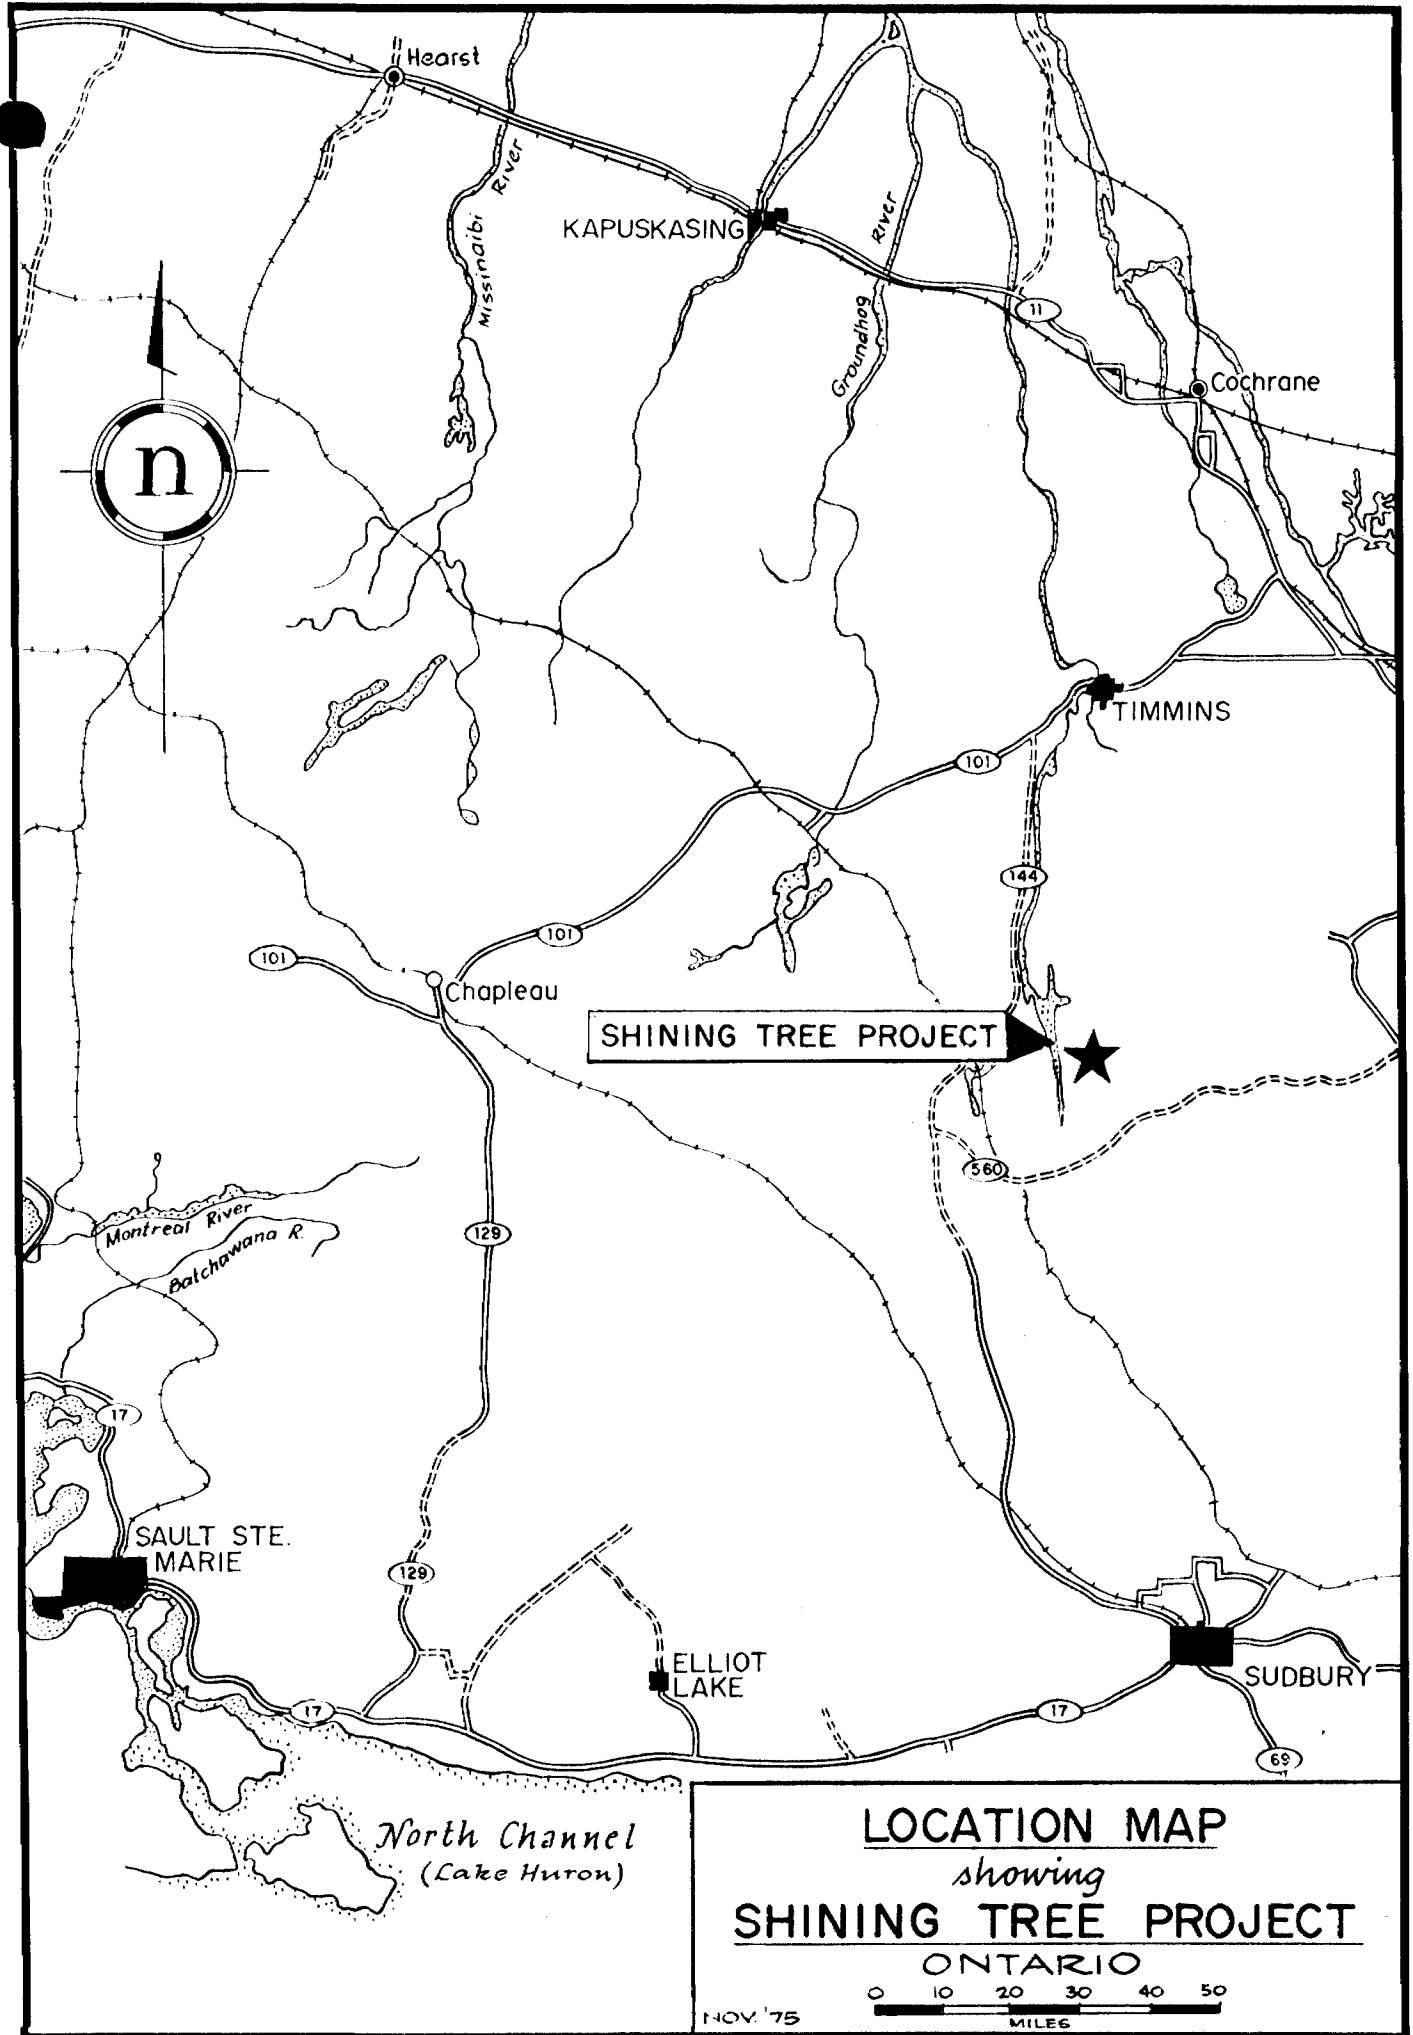 Hearst
Missinaibi River
KAPUSKASING
Groundhog River
11
Cochrane
n
TIMMINS
101
144
101
101
Chapleau
SHINING TREE PROJECT
560
Montreal River
Batchawana R.
129
17
SAULT STE.
MARIE
129
ELLIOT
LAKE
SUDBURY
17
17
69
North Channel
(Lake Huron)
LOCATION MAP
showing
SHINING TREE PROJECT
ONTARIO
0 10 20 30 40 50
MILES
NOV. '75